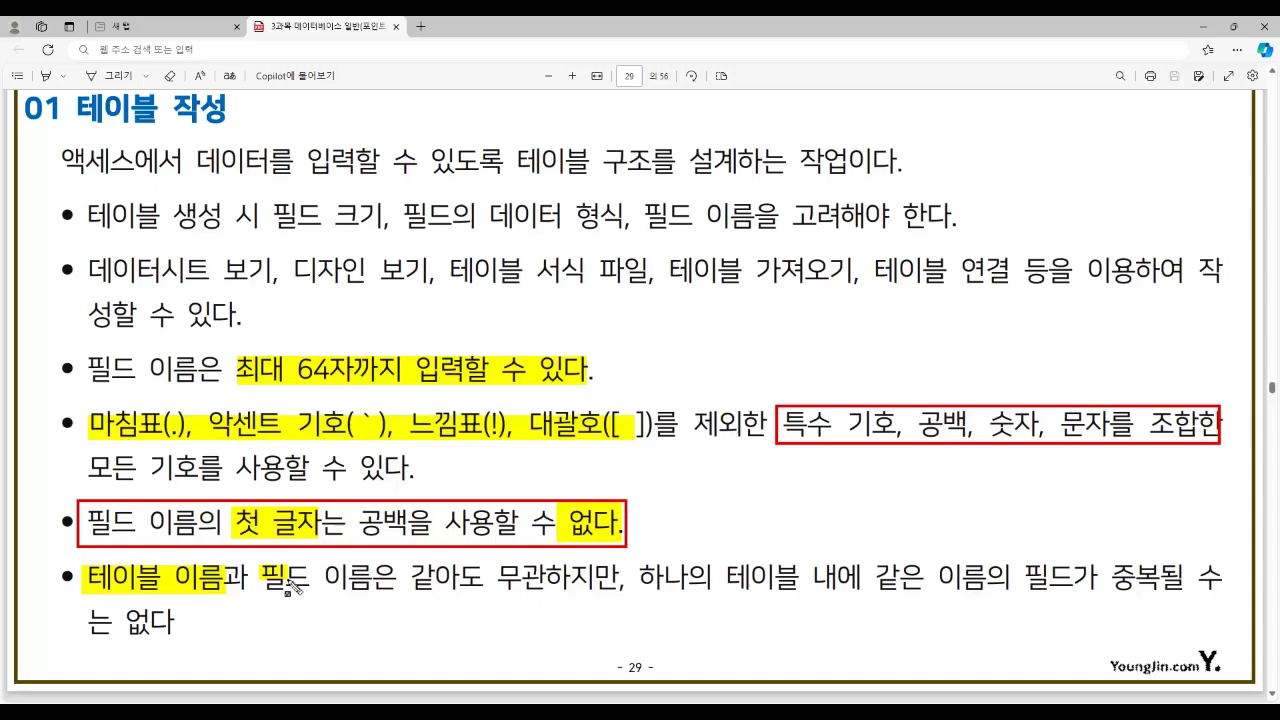 새 탭
3과목 데이터베이스 일반(포인트
웹 주소 검색 또는 입력
그리기
Copilot에 물어보기
29 의 56
01 테이블 작성
액세스에서 데이터를 입력할 수 있도록 테이블 구조를 설계하는 작업이다.
• 테이블 생성 시 필드 크기, 필드의 데이터 형식, 필드 이름을 고려해야 한다.
• 데이터시트 보기, 디자인 보기, 테이블 서식 파일, 테이블 가져오기, 테이블 연결 등을 이용하여 작
성할 수 있다.
• 필드 이름은 최대 64자까지 입력할 수 있다.
• 마침표(.), 악센트 기호(`), 느낌표(!), 대괄호([ ])를 제외한 특수 기호, 공백, 숫자, 문자를 조합한
모든 기호를 사용할 수 있다.
• 필드 이름의 첫 글자는 공백을 사용할 수 없다.
• 테이블 이름과 필드 이름은 같아도 무관하지만, 하나의 테이블 내에 같은 이름의 필드가 중복될 수
는 없다
- 29 -
YoungJin.com Y.